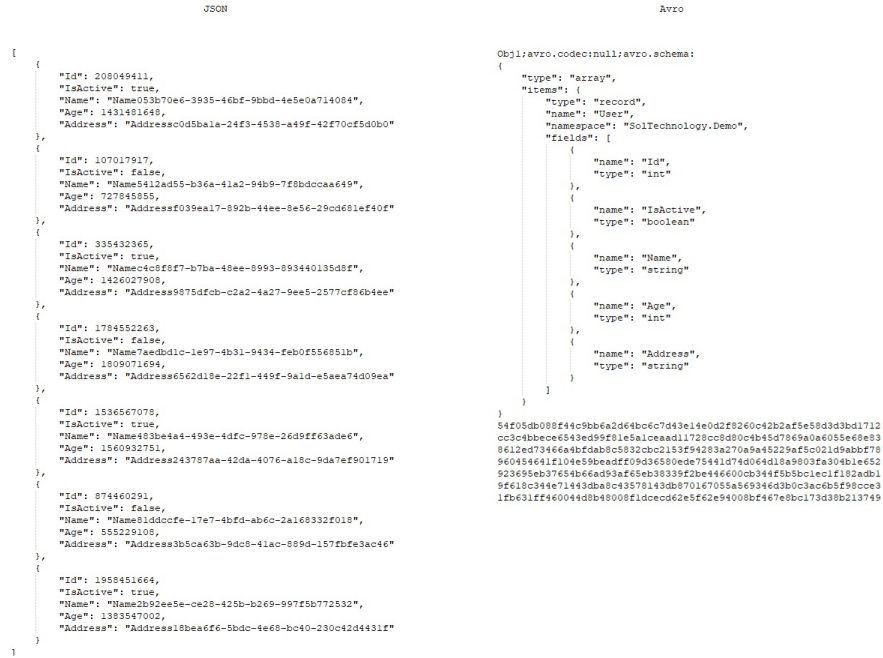 JSON
[
{
"Id": 208049411,
"IsActive": true,
"Name": "Name053b70e6-3935-46bf-9bbd-4e5e0a714084",
"Age": 1431481648,
"Address": "Addressc0d5ba1a-24f3-4538-a49f-42f70cf5d0b0"
},
{
"Id": 107017917,
"IsActive": false,
"Name": "Name5412ad55-b36a-41a2-94b9-7f8bdccaa649",
"Age": 727845855,
"Address": "Addressf039ea17-892b-44ee-8e56-29cd681ef40f"
},
{
"Id": 335432365,
"IsActive": true,
"Name": "Namec4c8f8f7-b7ba-48ee-8993-893440135d8f",
"Age": 1426027908,
"Address": "Address9875dfcb-c2a2-4a27-9ee5-2577cf86b4ee"
},
{
"Id": 1784552263,
"IsActive": false,
"Name": "Name7aedbd1c-1e97-4b31-9434-feb0f556851b",
"Age": 1809071694,
"Address": "Address6562d18e-22f1-449f-9a1d-e5aea74d09ea"
},
{
"Id": 1536567078,
"IsActive": true,
"Name": "Name483be4a4-493e-4dfc-978e-26d9ff63ade6",
"Age": 1560932751,
"Address": "Address243787aa-42da-4076-a18c-9da7ef901719"
},
{
"Id": 874460291,
"IsActive": false,
"Name": "Name81ddccfe-17e7-4bfd-ab6c-2a168332f018",
"Age": 555229108,
"Address": "Address3b5ca63b-9dc8-41ac-889d-157fbfe3ac46"
},
{
"Id": 1958451664,
"IsActive": true,
"Name": "Name2b92ee5e-ce28-425b-b269-997f5b772532",
"Age": 1383547002,
"Address": "Address18bea6f6-5bdc-4e68-bc40-230c42d4431f"
}
]
Avro
Obj1;avro.codec:null;avro.schema:
{
"type": "array",
"items": {
"type": "record",
"name": "User",
"namespace": "SolTechnology.Demo",
"fields": [
{
"name": "Id",
"type": "int"
},
{
"name": "IsActive",
"type": "boolean"
},
{
"name": "Name",
"type": "string"
},
{
"name": "Age",
"type": "int"
},
{
"name": "Address",
"type": "string"
}
]
}
}
54f05db088f44c9bb6a2d64bc6c7d43e14e0d2f8260c42b2af5e58d3d3bd1712
cc3c4bbece6543ed99f81e5a1ceaad11728cc8d80c4b45d7869a0a6055e68e83
8612ed73466a4bfdab8c5832cbc2153f94283a270a9a45229af5c021d9abbf78
960454641f104e59beadff09d36580ede75441d74d064d18a9803fa304b1e652
923695eb37654b66ad93af65eb38339f2be446600cb344f5b5bc1ec1f182adb1
9f618c344e71443dba8c43578143db870167055a569346d3b0c3ac6b5f98cce3
1fb631ff460044d8b48008f1dcecd62e5f62e94008bf467e8bc173d38b213749